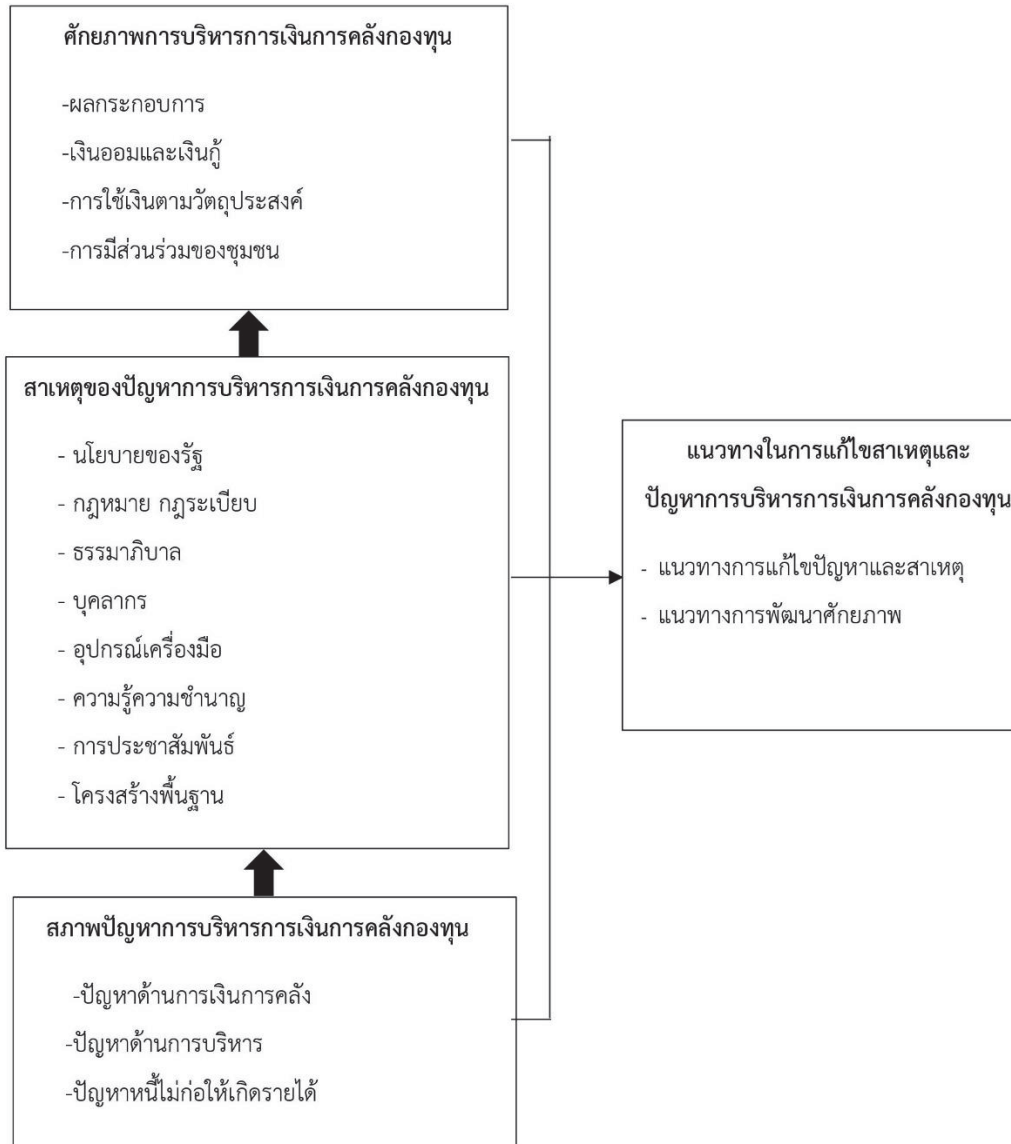 ศักยภาพการบริหารการเงินการคลังกองทุน
-ผลกระกอบการ
-เงินออมและเงินกู้
-การใช้เงินตามวัตถุประสงค์
-การมีส่วนร่วมของชุมชน
สาเหตุของปัญหาการบริหารการเงินการคลังกองทุน
- นโยบายของรัฐ
- กฎหมาย กฎระเบียบ
- ธรรมาภิบาล
- บุคลากร
- อุปกรณ์เครื่องมือ
- ความรู้ความชำนาญ
- การประชาสัมพันธ์
- โครงสร้างพื้นฐาน
สภาพปัญหาการบริหารการเงินการคลังกองทุน
-ปัญหาด้านการเงินการคลัง
-ปัญหาด้านการบริหาร
-ปัญหาหนี้ไม่ก่อให้เกิดรายได้
แนวทางในการแก้ไขสาเหตุและ
ปัญหาการบริหารการเงินการคลังกองทุน
- แนวทางการแก้ไขปัญหาและสาเหตุ
- แนวทางการพัฒนาศักยภาพ